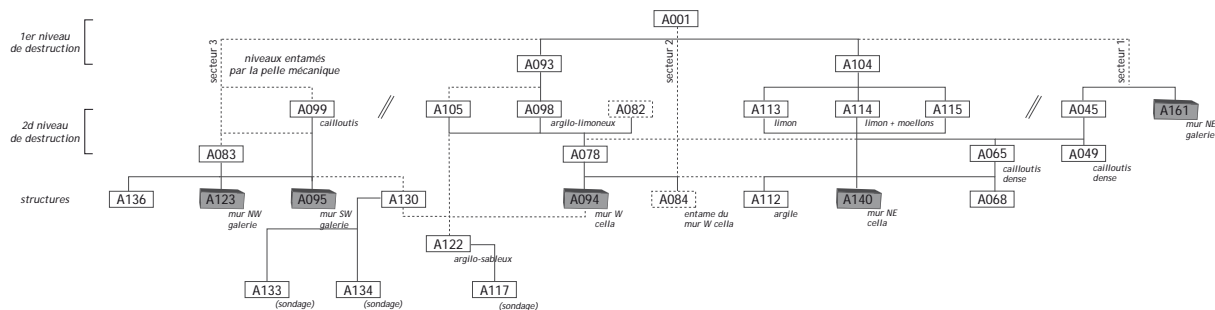 A001
1er niveau
de destruction
secteur 3
niveaux entamés
par la pelle mécanique
secteur 2
secteur 1
A093
A104
A099
cailloutis
//
A105
A098
argilo-limoneux
A082
A113
limon
A114
limon + moellons
A115
//
A045
A161
mur NE
galerie
2d niveau
de destruction
A083
A078
A065
cailloutis
dense
A049
cailloutis
dense
structures
A136
A123
mur NW
galerie
A095
mur SW
galerie
A130
A094
mur W
cella
A084
entame du
mur W cella
A112
argile
A140
mur NE
cella
A068
A122
argilo-sableux
A133
(sondage)
A134
(sondage)
A117
(sondage)